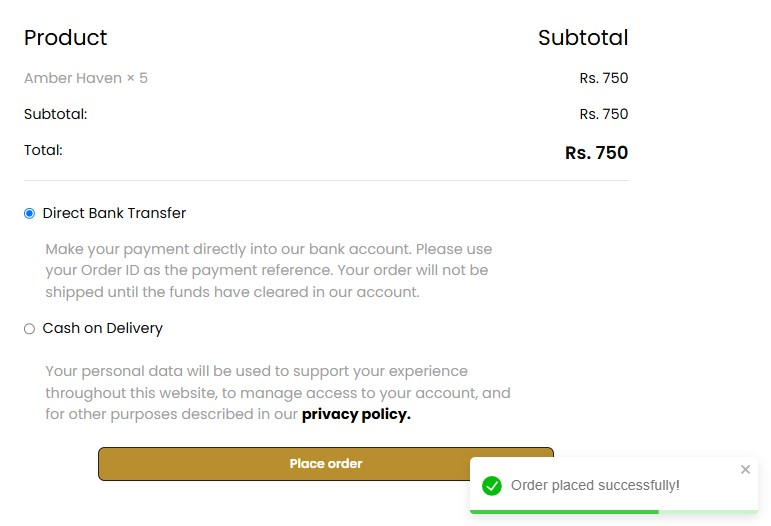 Product Subtotal
Amber Haven × 5 Rs. 750
Subtotal: Rs. 750
Total: Rs. 750
Direct Bank Transfer
Make your payment directly into our bank account. Please use
your Order ID as the payment reference. Your order will not be
shipped until the funds have cleared in our account.
Cash on Delivery
Your personal data will be used to support your experience
throughout this website, to manage access to your account, and
for other purposes described in our privacy policy.
Place order
Order placed successfully!